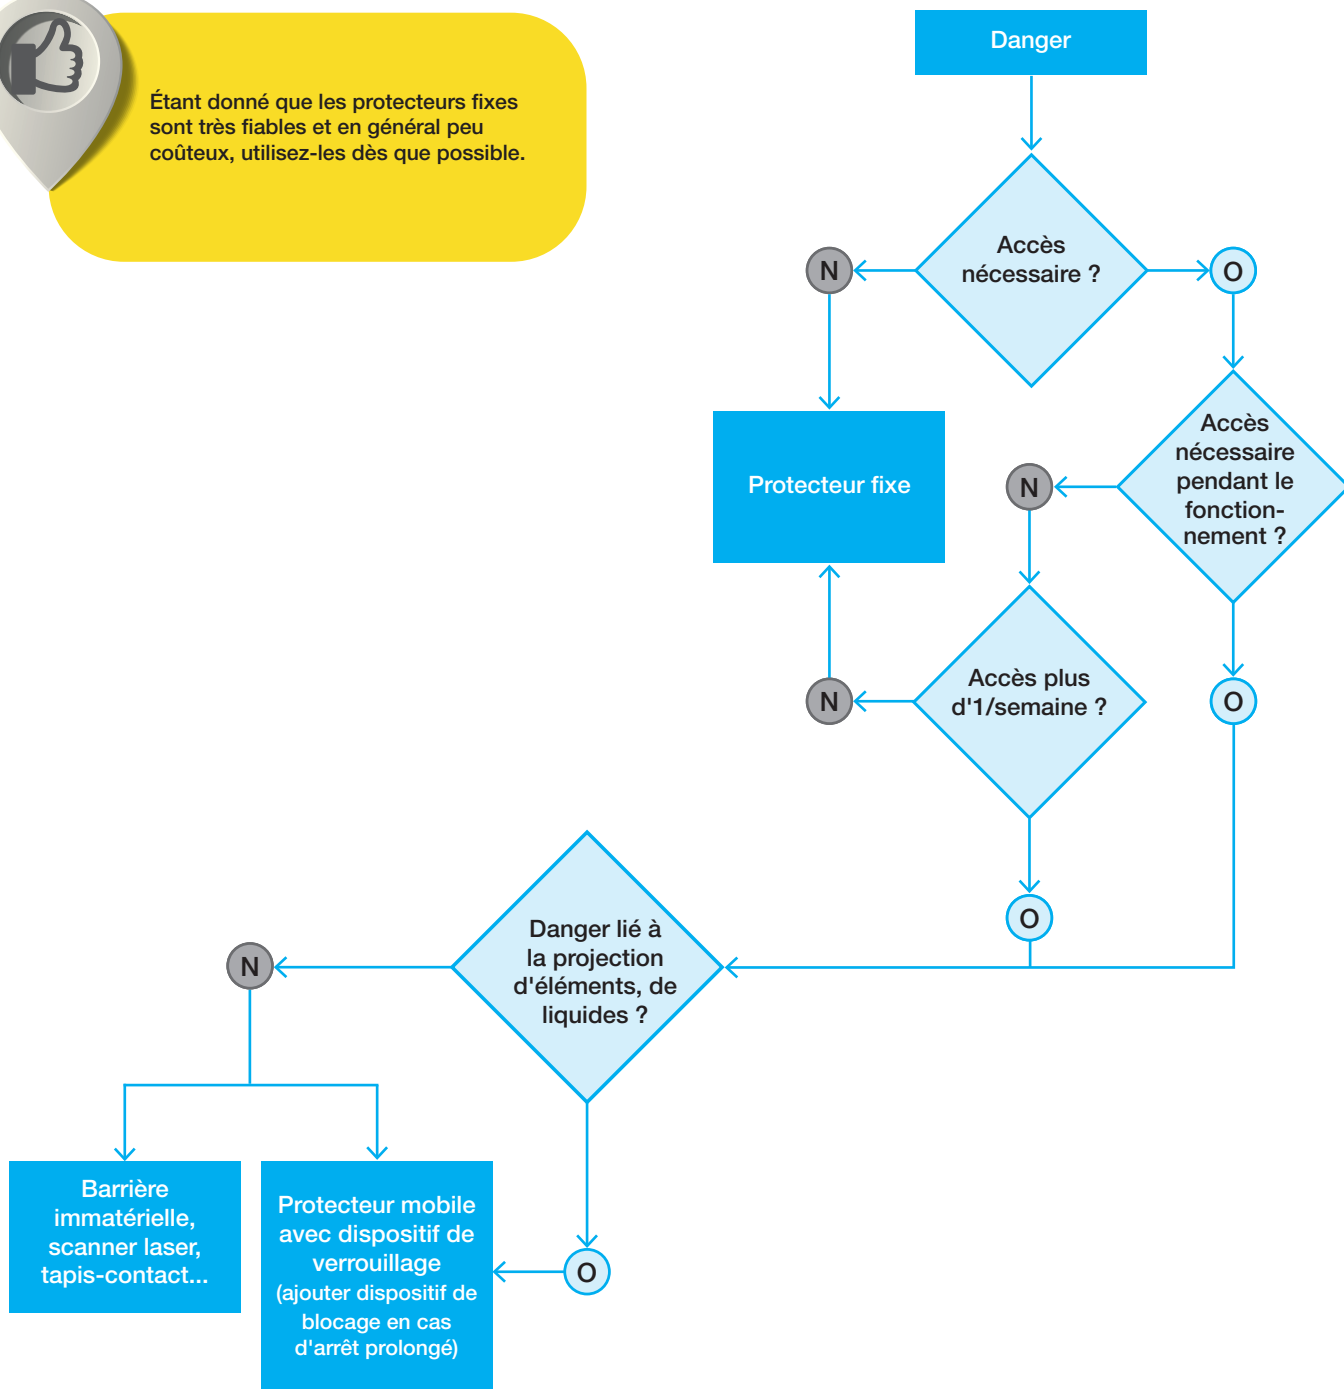 Étant donné que les protecteurs fixes
sont très fiables et en général peu
coûteux, utilisez-les dès que possible.
Danger
Accès
nécessaire ?
N
O
Accès
nécessaire
pendant le
fonction-
nement ?
Protecteur fixe
N
Accès plus
d'1/semaine ?
N
O
O
Danger lié à
la projection
d'éléments, de
liquides ?
N
Barrière
immatérielle,
scanner laser,
tapis-contact...
Protecteur mobile
avec dispositif de
verrouillage
(ajouter dispositif de
blocage en cas
d'arrêt prolongé)
O